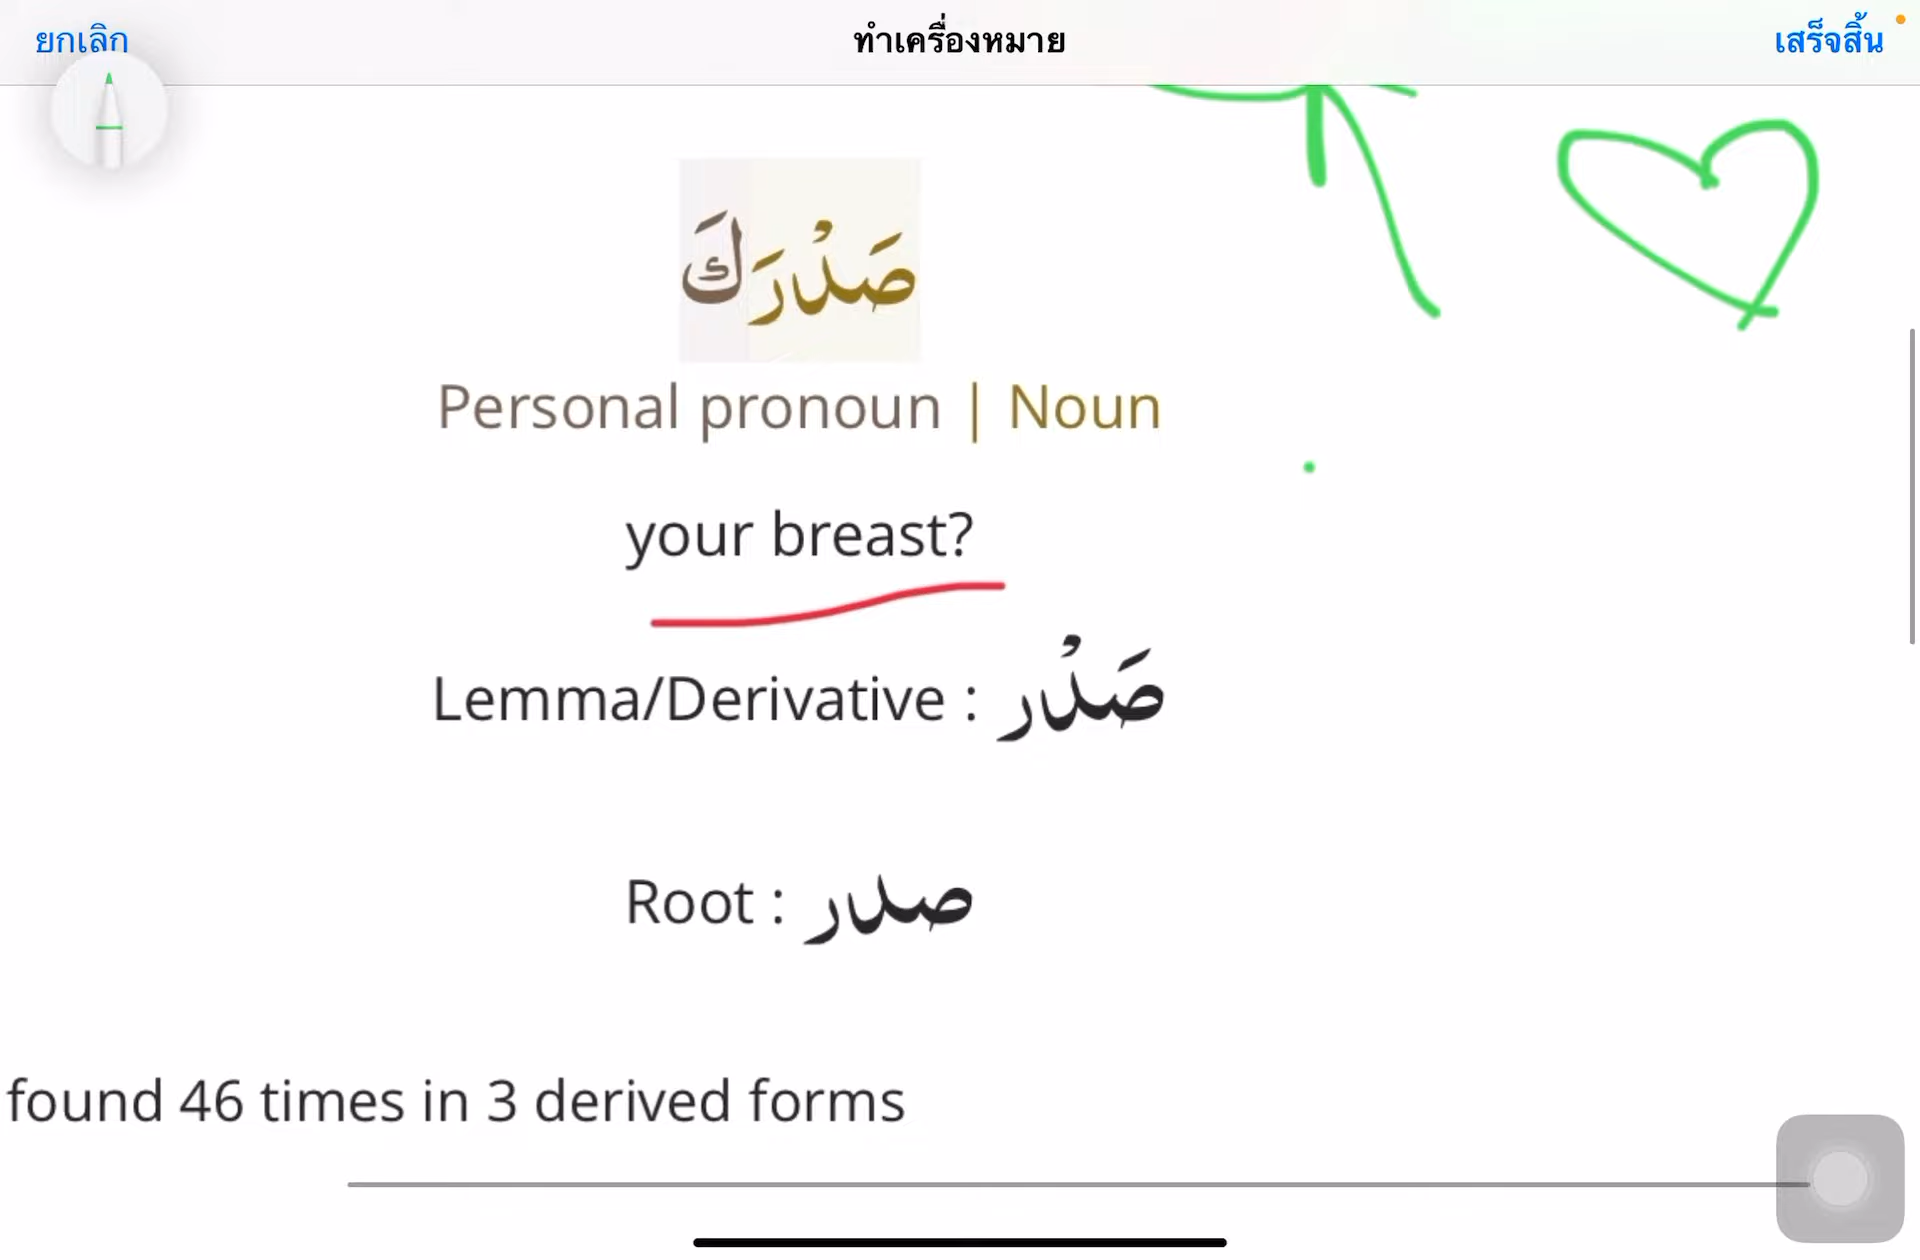 ยกเลิก ทำเครื่องหมาย เสร็จสิ้น
صَدْرَكَ
Personal pronoun | Noun
your breast?
Lemma/Derivative : صَدْر
Root : صدر
found 46 times in 3 derived forms